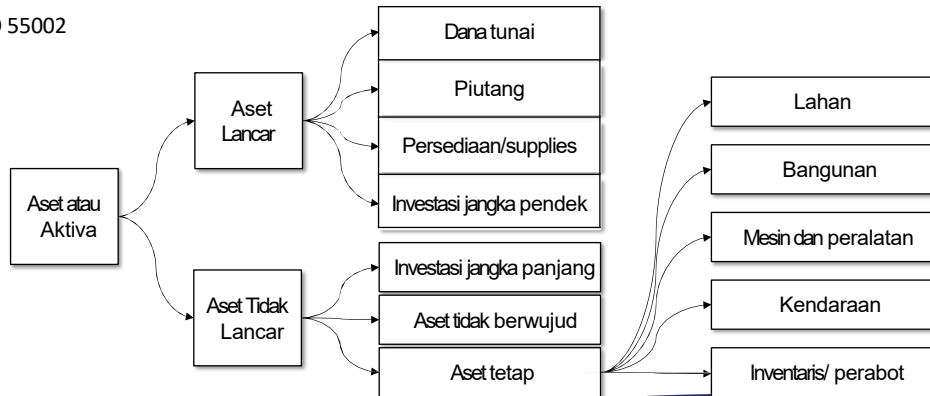 55002
Aset atau
Aktiva
Aset
Lancar
Dana tunai
Piutang
Persediaan/supplies
Investasi jangka pendek
Aset Tidak
Lancar
Investasi jangka panjang
Aset tidak berwujud
Aset tetap
Lahan
Bangunan
Mesin dan peralatan
Kendaraan
Inventaris/ perabot